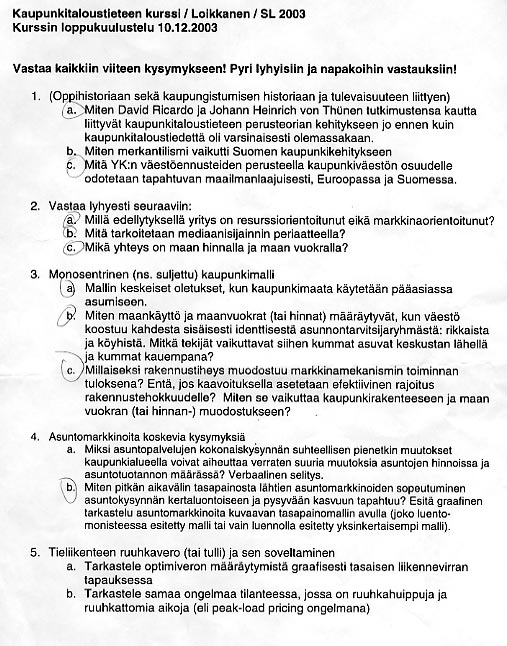 Kaupunkitaloustieteen kurssi / Loikkanen / SL 2003
Kurssin loppukuulustelu 10.12.2003
Vastaa kaikkiin viiteen kysymykseen! Pyri lyhyisiin ja napakoihin vastauksiin!
1. (Oppihistoriaan sekä kaupungistumisen historiaan ja tulevaisuuteen liittyen)
a. Miten David Ricardo ja Johann Heinrich von Thünen tutkimustensa kautta
liittyvät kaupunkitaloustieteen perusteorian kehitykseen jo ennen kuin
kaupunkitaloustiedettä oli varsinaisesti olemassakaan.
b. Miten merkantilismi vaikutti Suomen kaupunkikehitykseen
c. Mitä YK:n väestöennusteiden perusteella kaupunkiväestön osuudelle
odotetaan tapahtuvan maailmanlaajuisesti, Euroopassa ja Suomessa.
2. Vastaa lyhyesti seuraaviin:
a. Millä edellytyksellä yritys on resurssiorientoitunut eikä markkinaorientoitunut?
b. Mitä tarkoitetaan mediaanisijainnin periaatteella?
c. Mikä yhteys on maan hinnalla ja maan vuokralla?
3. Monosentrinen (ns. suljettu) kaupunkimalli
a) Mallin keskeiset oletukset, kun kaupunkimaata käytetään pääasiassa
asumiseen.
b. Miten maankäyttö ja maanvuokrat (tai hinnat) määräytyvät, kun väestö
koostuu kahdesta sisäisesti identtisestä asunnontarvitsijaryhmästä: rikkaista
ja köyhistä. Mitkä tekijät vaikuttavat siihen kummat asuvat keskustan lähellä
ja kummat kauempana?
c. Millaiseksi rakennustiheys muodostuu markkinamekanismin toiminnan
tuloksena? Entä, jos kaavoituksella asetetaan efektiivinen rajoitus
rakennustehokkuudelle? Miten se vaikuttaa kaupunkirakenteeseen ja maan
vuokran (tai hinnan-) muodostukseen?
4. Asuntomarkkinoita koskevia kysymyksiä
a. Miksi asuntopalvelujen kokonaiskysynnän suhteellisen pienetkin muutokset
kaupunkialueella voivat aiheuttaa verraten suuria muutoksia asuntojen hinnoissa ja
asuntotuotannon määrässä? Verbaalinen selitys.
b. Miten pitkän aikavälin tasapainosta lähtien asuntomarkkinoiden sopeutuminen
asuntokysynnän kertaluontoiseen ja pysyvään kasvuun tapahtuu? Esitä graafinen
tarkastelu asuntomarkkinoita kuvaavan tasapainomallin avulla (joko luento-
monisteessa esitetty malli tai vain luennolla esitetty yksinkertaisempi malli).
5. Tieliikenteen ruuhkavero (tai tulli) ja sen soveltaminen
a. Tarkastele optimiveron määräytymistä graafisesti tasaisen liikennevirran
tapauksessa
b. Tarkastele samaa ongelmaa tilanteessa, jossa on ruuhkahuippuja ja
ruuhkattomia aikoja (eli peak-load pricing ongelmana)